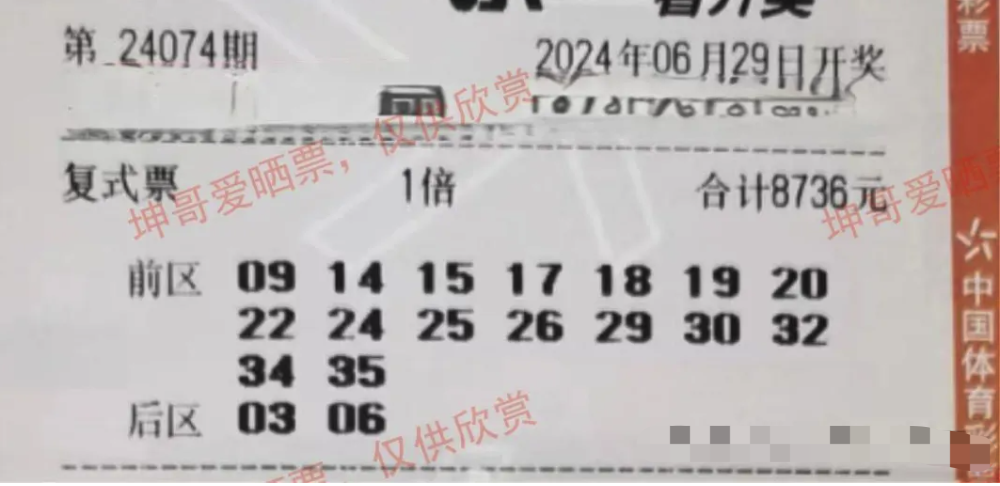 第 24074期
2024年06月29日开奖
复式票
1倍
合计8736元
前区 09 14 15 17 18 19 20
22 24 25 26 29 30 32
34 35
后区 03 06
坤哥爱晒票，仅供欣赏
坤哥爱晒票
仅供欣赏
彩票
中国体育彩